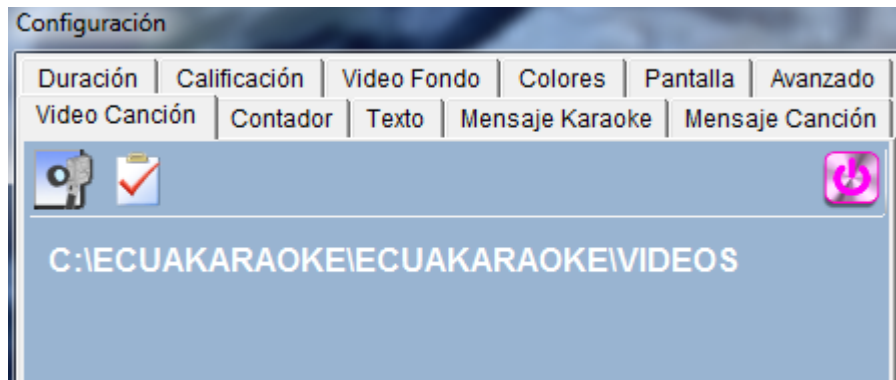 Configuración
Duración Calificación Video Fondo Colores Pantalla Avanzado
Video Canción Contador Texto Mensaje Karaoke Mensaje Canción
C:\ECUAKARAOKE\ECUAKARAOKE\VIDEOS